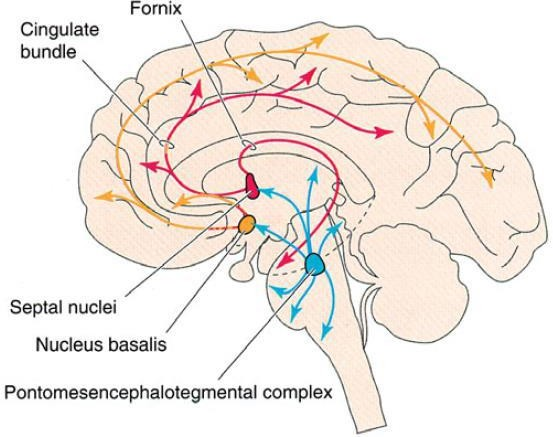 Fornix
Cingulate
bundle
Septal nuclei
Nucleus basalis
Pontomesencephalotegmental complex